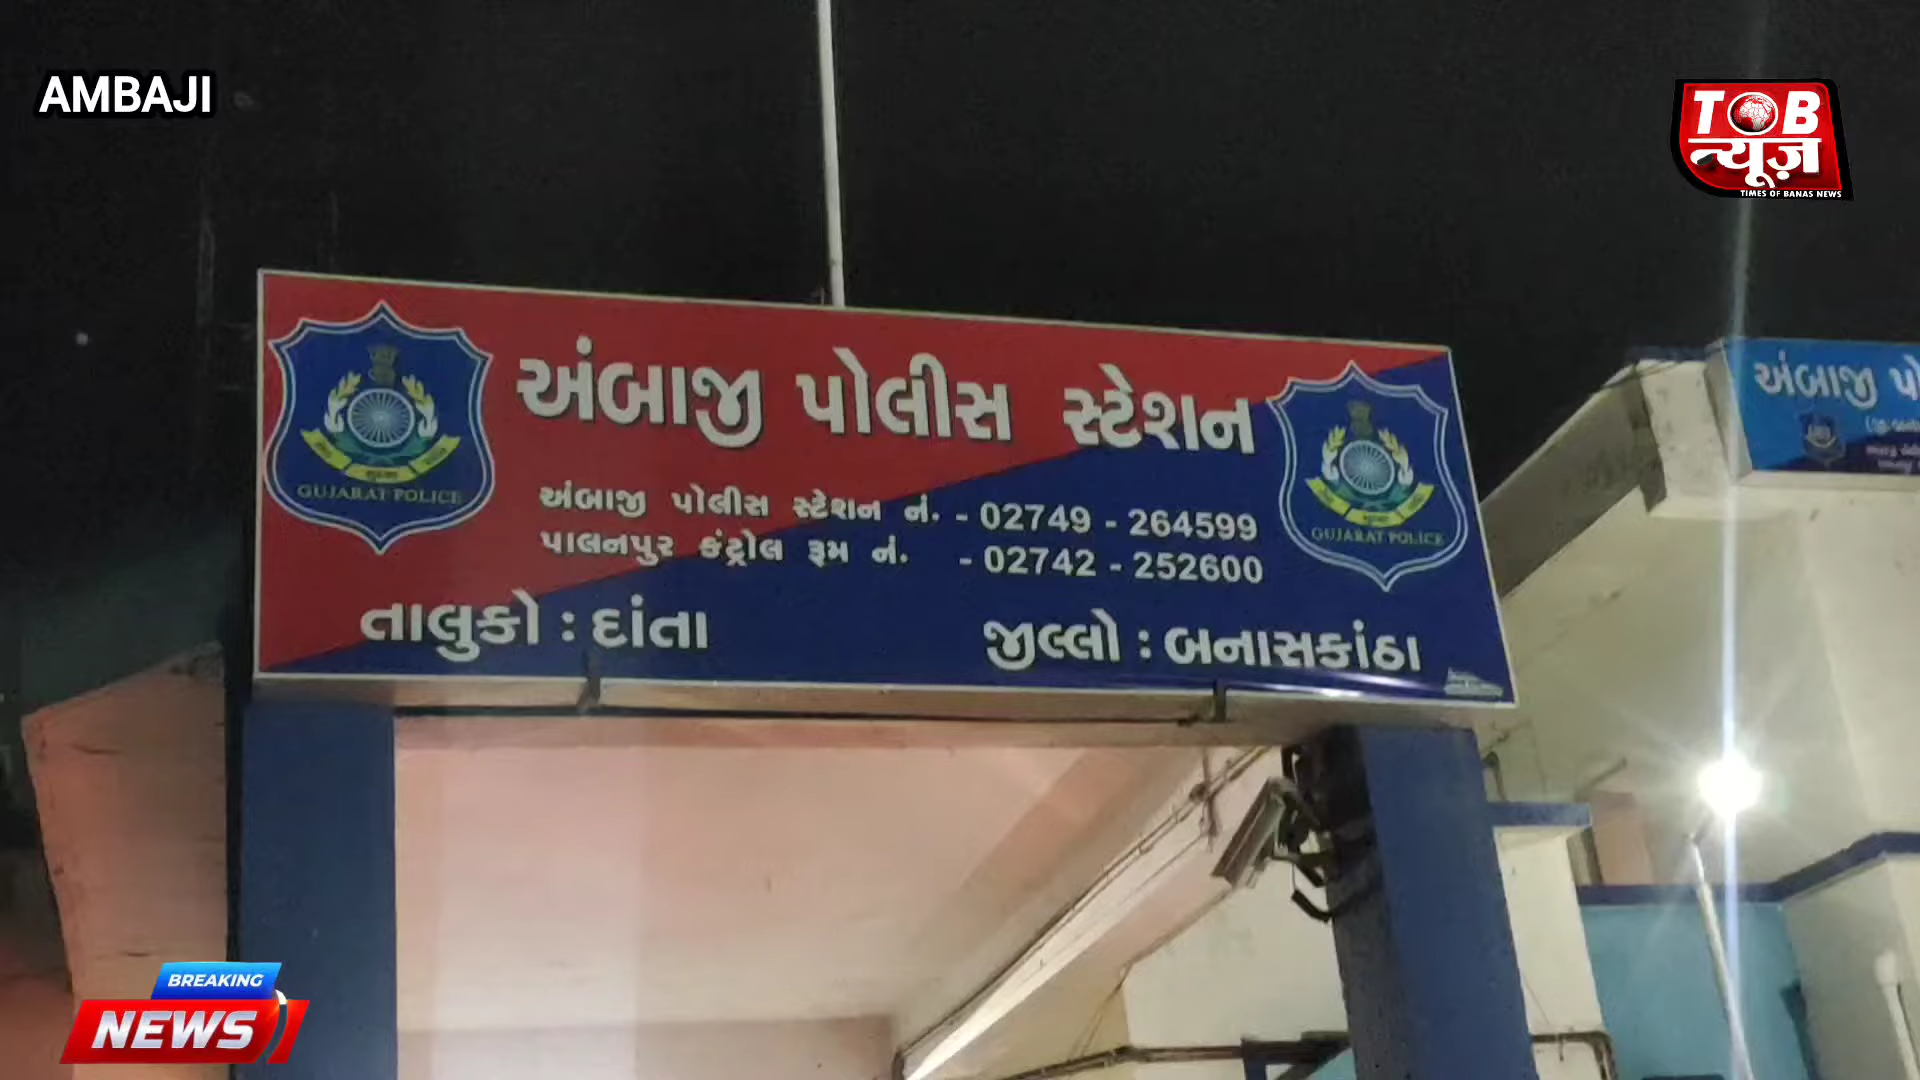 AMBAJI
TOB
न्यूज़
TIMES OF BANAS NEWS
અંબાજી પોલીસ સ્ટેશન
GUJARAT POLICE
GUJARAT POLICE
અંબાજી પોલીસ સ્ટેશન નં. - 02749 - 264599
પાલનપુર કંટ્રોલ રૂમ નં. - 02742 - 252600
તાલુકો : દાંતા
જીલ્લો : બનાસકાંઠા
અંબાજી
BREAKING
NEWS